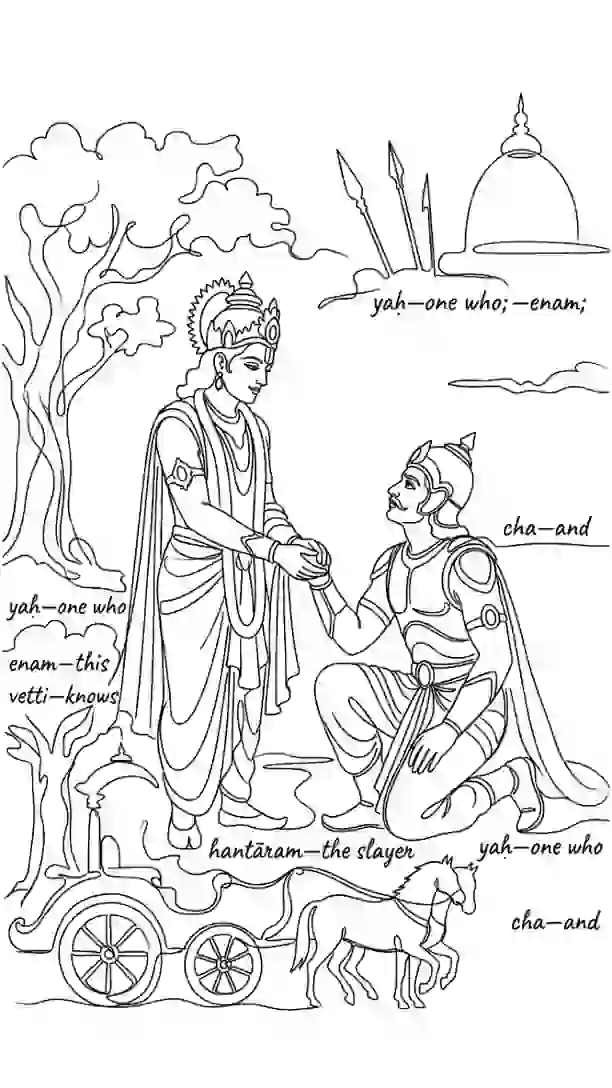 yaḥ—one who; —enam;
cha—and
yaḥ—one who
enam—this
vetti—knows
hantāram—the slayer
yaḥ—one who
cha—and